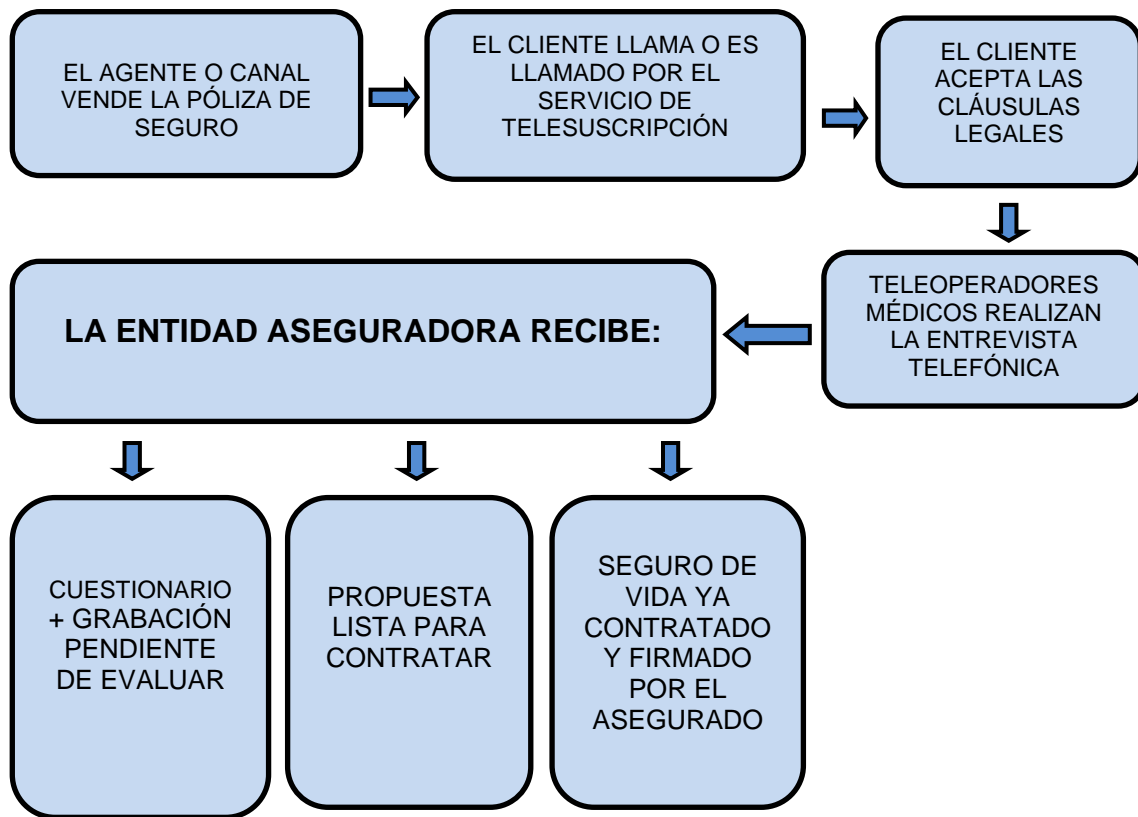 EL AGENTE O CANAL
VENDE LA PÓLIZA DE
SEGURO
EL CLIENTE LLAMA O ES
LLAMADO POR EL
SERVICIO DE
TELESUSCRIPCIÓN
EL CLIENTE
ACEPTA LAS
CLÁUSULAS
LEGALES
TELEOPERADORES
MÉDICOS REALIZAN
LA ENTREVISTA
TELEFÓNICA
LA ENTIDAD ASEGURADORA RECIBE:
CUESTIONARIO
+ GRABACIÓN
PENDIENTE
DE EVALUAR
PROPUESTA
LISTA PARA
CONTRATAR
SEGURO DE
VIDA YA
CONTRATADO
Y FIRMADO
POR EL
ASEGURADO